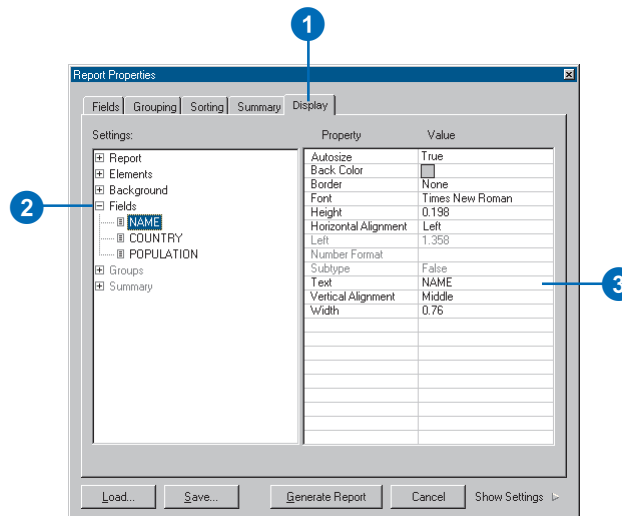 1
Report Properties
Fields Grouping Sorting Summary Display
Settings:
Property Value
Report
Elements
Background
Fields
NAME
COUNTRY
POPULATION
Groups
Summary
2
Autosize True
Back Color
Border None
Font Times New Roman
Height 0.198
Horizontal Alignment Left
Left 1.358
Number Format
Subtype False
Text NAME
Vertical Alignment Middle
Width 0.76
3
Load... Save... Generate Report Cancel Show Settings